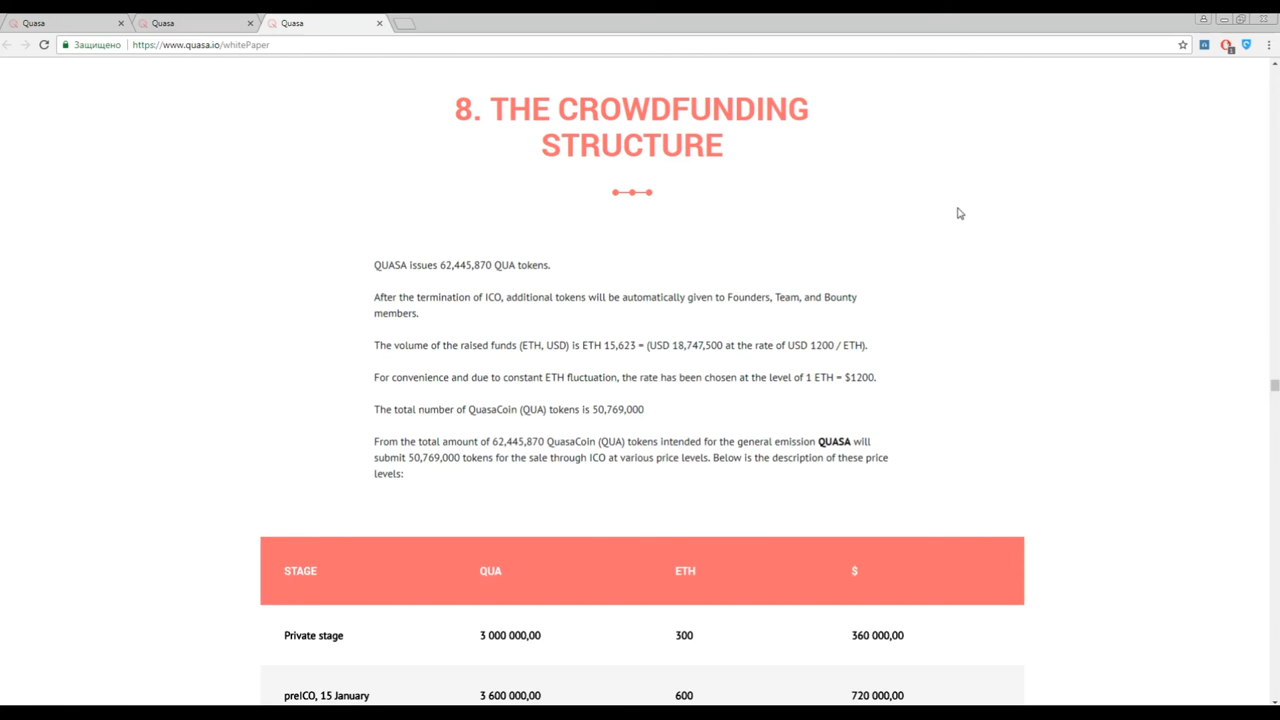 Quasa
Quasa
Quasa
Защищено
https://www.quasa.io/whitePaper
1
8. THE CROWDFUNDING
STRUCTURE
QUASA issues 62,445,870 QUA tokens.
After the termination of ICO, additional tokens will be automatically given to Founders, Team, and Bounty
members.
The volume of the raised funds (ETH, USD) is ETH 15,623 = (USD 18,747,500 at the rate of USD 1200 / ETH).
For convenience and due to constant ETH fluctuation, the rate has been chosen at the level of 1 ETH = $1200.
The total number of QuasaCoin (QUA) tokens is 50,769,000
From the total amount of 62,445,870 QuasaCoin (QUA) tokens intended for the general emission QUASA will
submit 50,769,000 tokens for the sale through ICO at various price levels. Below is the description of these price
levels:
STAGE QUA ETH $
Private stage 3 000 000,00 300 360 000,00
preICO, 15 January 3 600 000,00 600 720 000,00